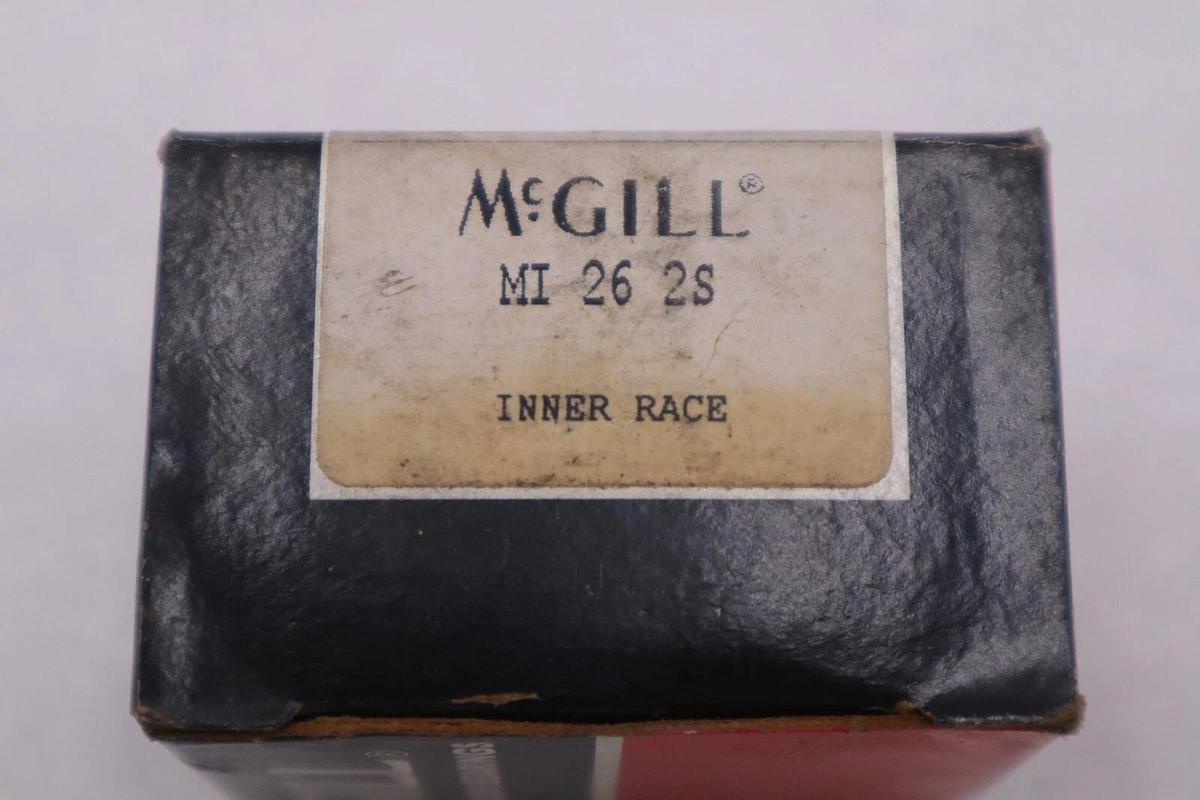 McGILL®
MI 26 2S
INNER RACE
®